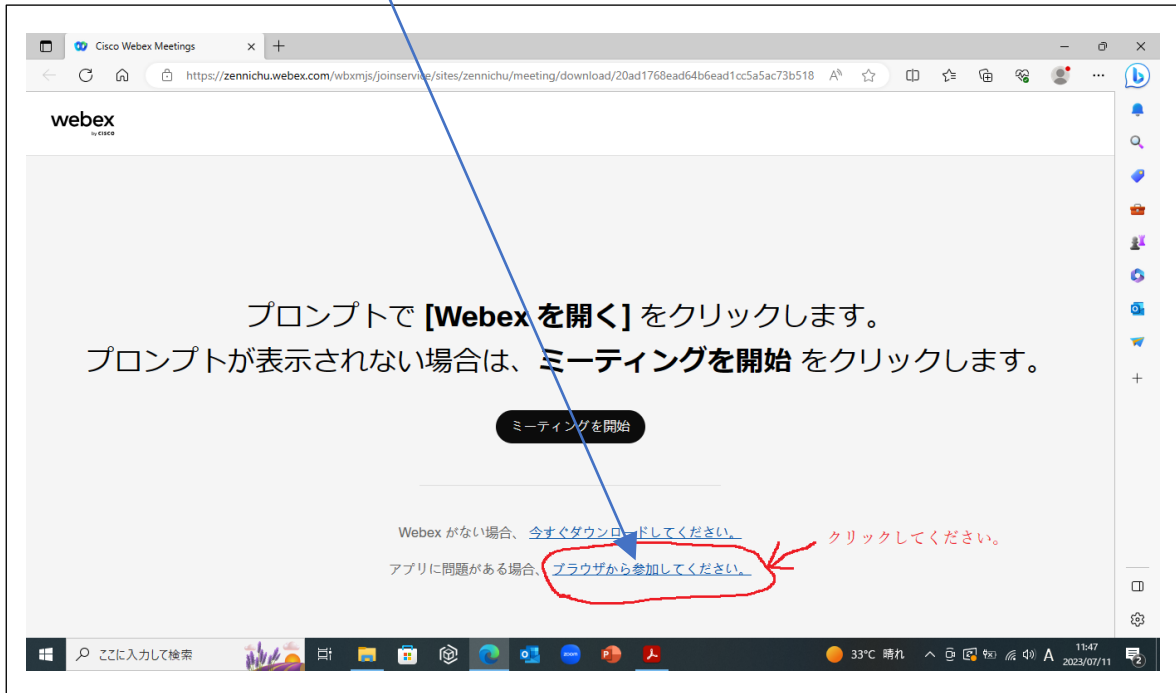 Cisco Webex Meetings
https://zennichu.webex.com/wbxmjs/joinservice/sites/zennichu/meeting/download/20ad1768ead64b6ead1cc5a5ac73b518
webex
by CISCO
プロンプトで [Webex を開く] をクリックします。
プロンプトが表示されない場合は、ミーティングを開始 をクリックします。
ミーティングを開始
Webex がない場合、 今すぐダウンロードしてください。
クリックしてください。
アプリに問題がある場合、 ブラウザから参加してください。
ここに入力して検索
zoom
33°C 晴れ
A
11:47
2023/07/11
2